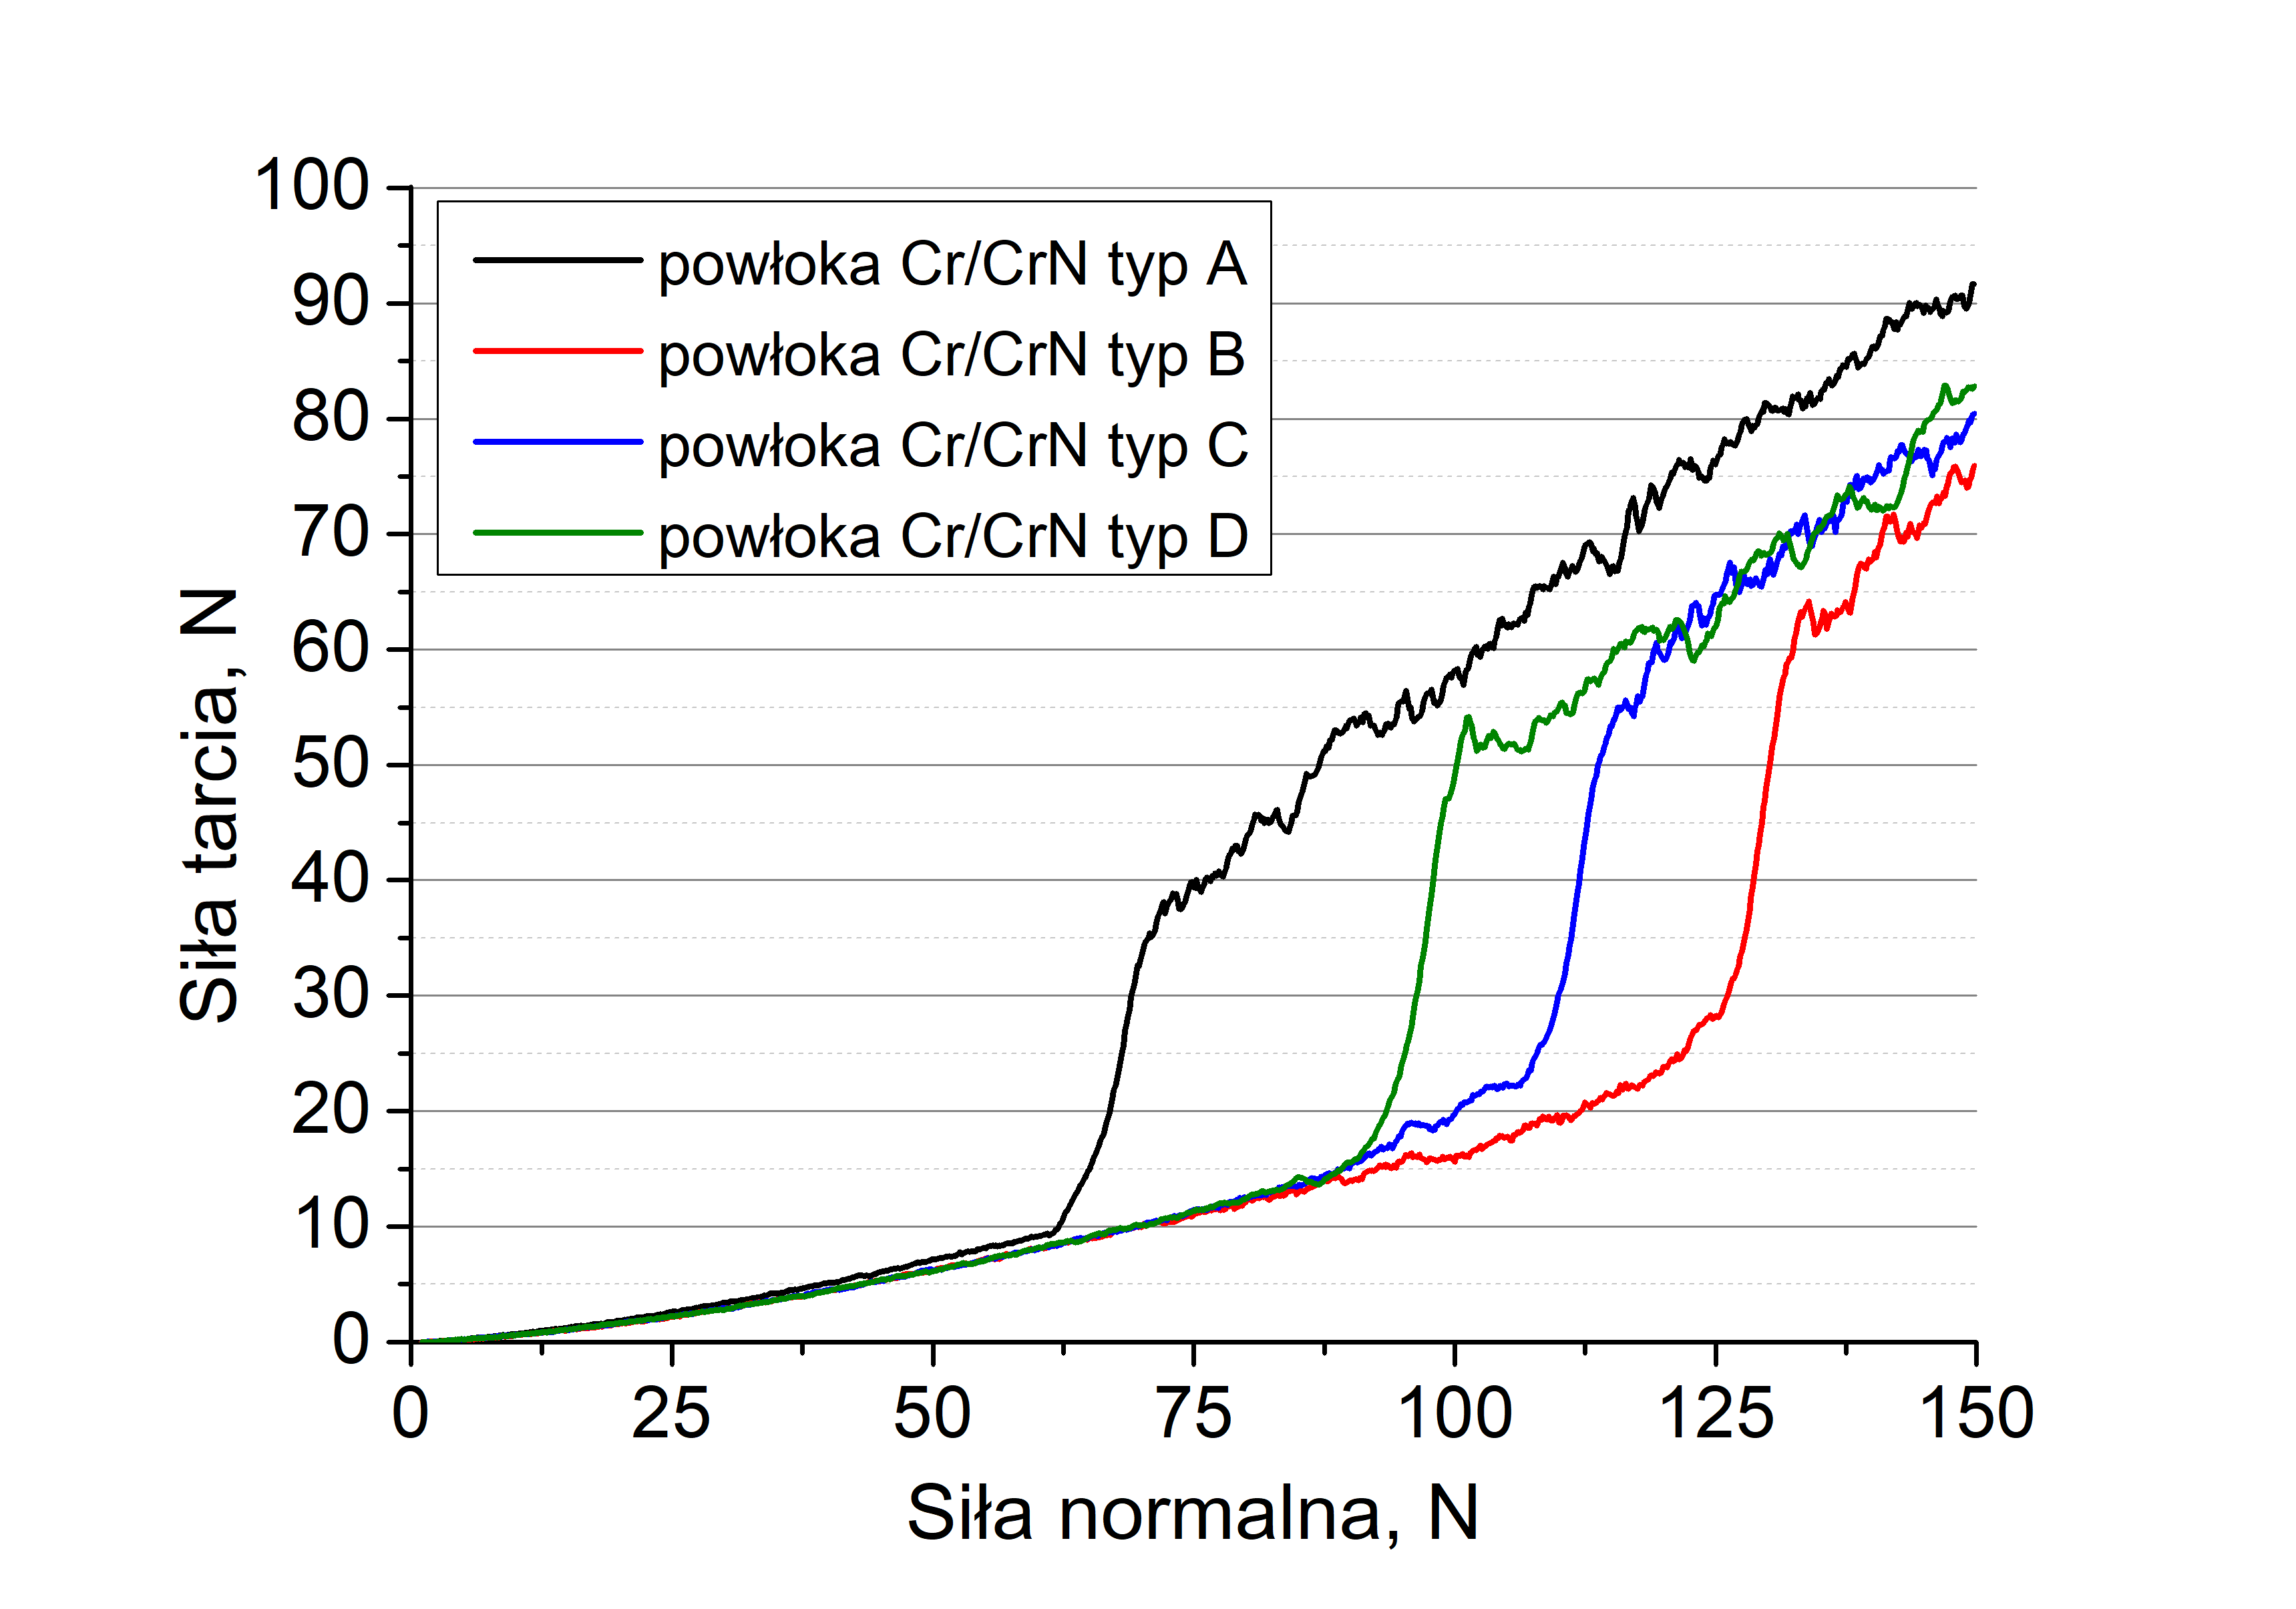 powłoka Cr/CrN typ A
powłoka Cr/CrN typ B
powłoka Cr/CrN typ C
powłoka Cr/CrN typ D
Siła tarcia, N
100
90
80
70
60
50
40
30
20
10
0
0 25 50 75 100 125 150
Siła normalna, N